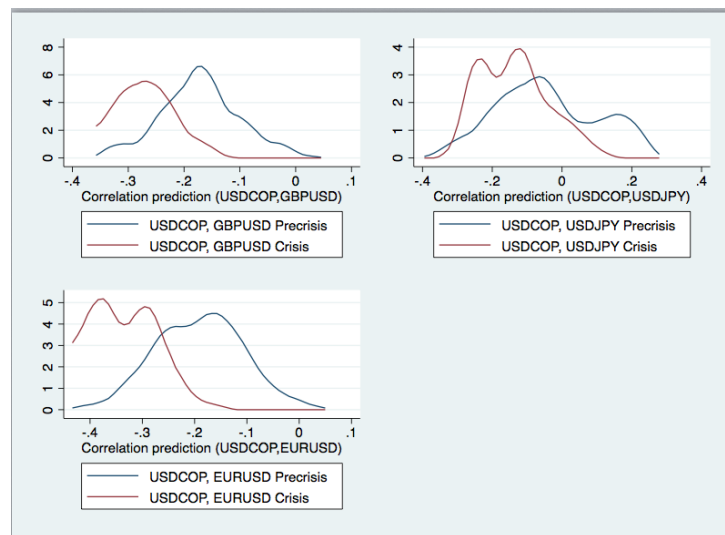 8
6
4
2
0
-.4 -.3 -.2 -.1 0 .1
Correlation prediction (USDCOP,GBPUSD)
USDCOP, GBPUSD Precrisis
USDCOP, GBPUSD Crisis
4
3
2
1
0
-.4 -.2 0 .2 .4
Correlation prediction (USDCOP,USDJPY)
USDCOP, USDJPY Precrisis
USDCOP, USDJPY Crisis
5
4
3
2
1
0
-.4 -.3 -.2 -.1 0 .1
Correlation prediction (USDCOP,EURUSD)
USDCOP, EURUSD Precrisis
USDCOP, EURUSD Crisis